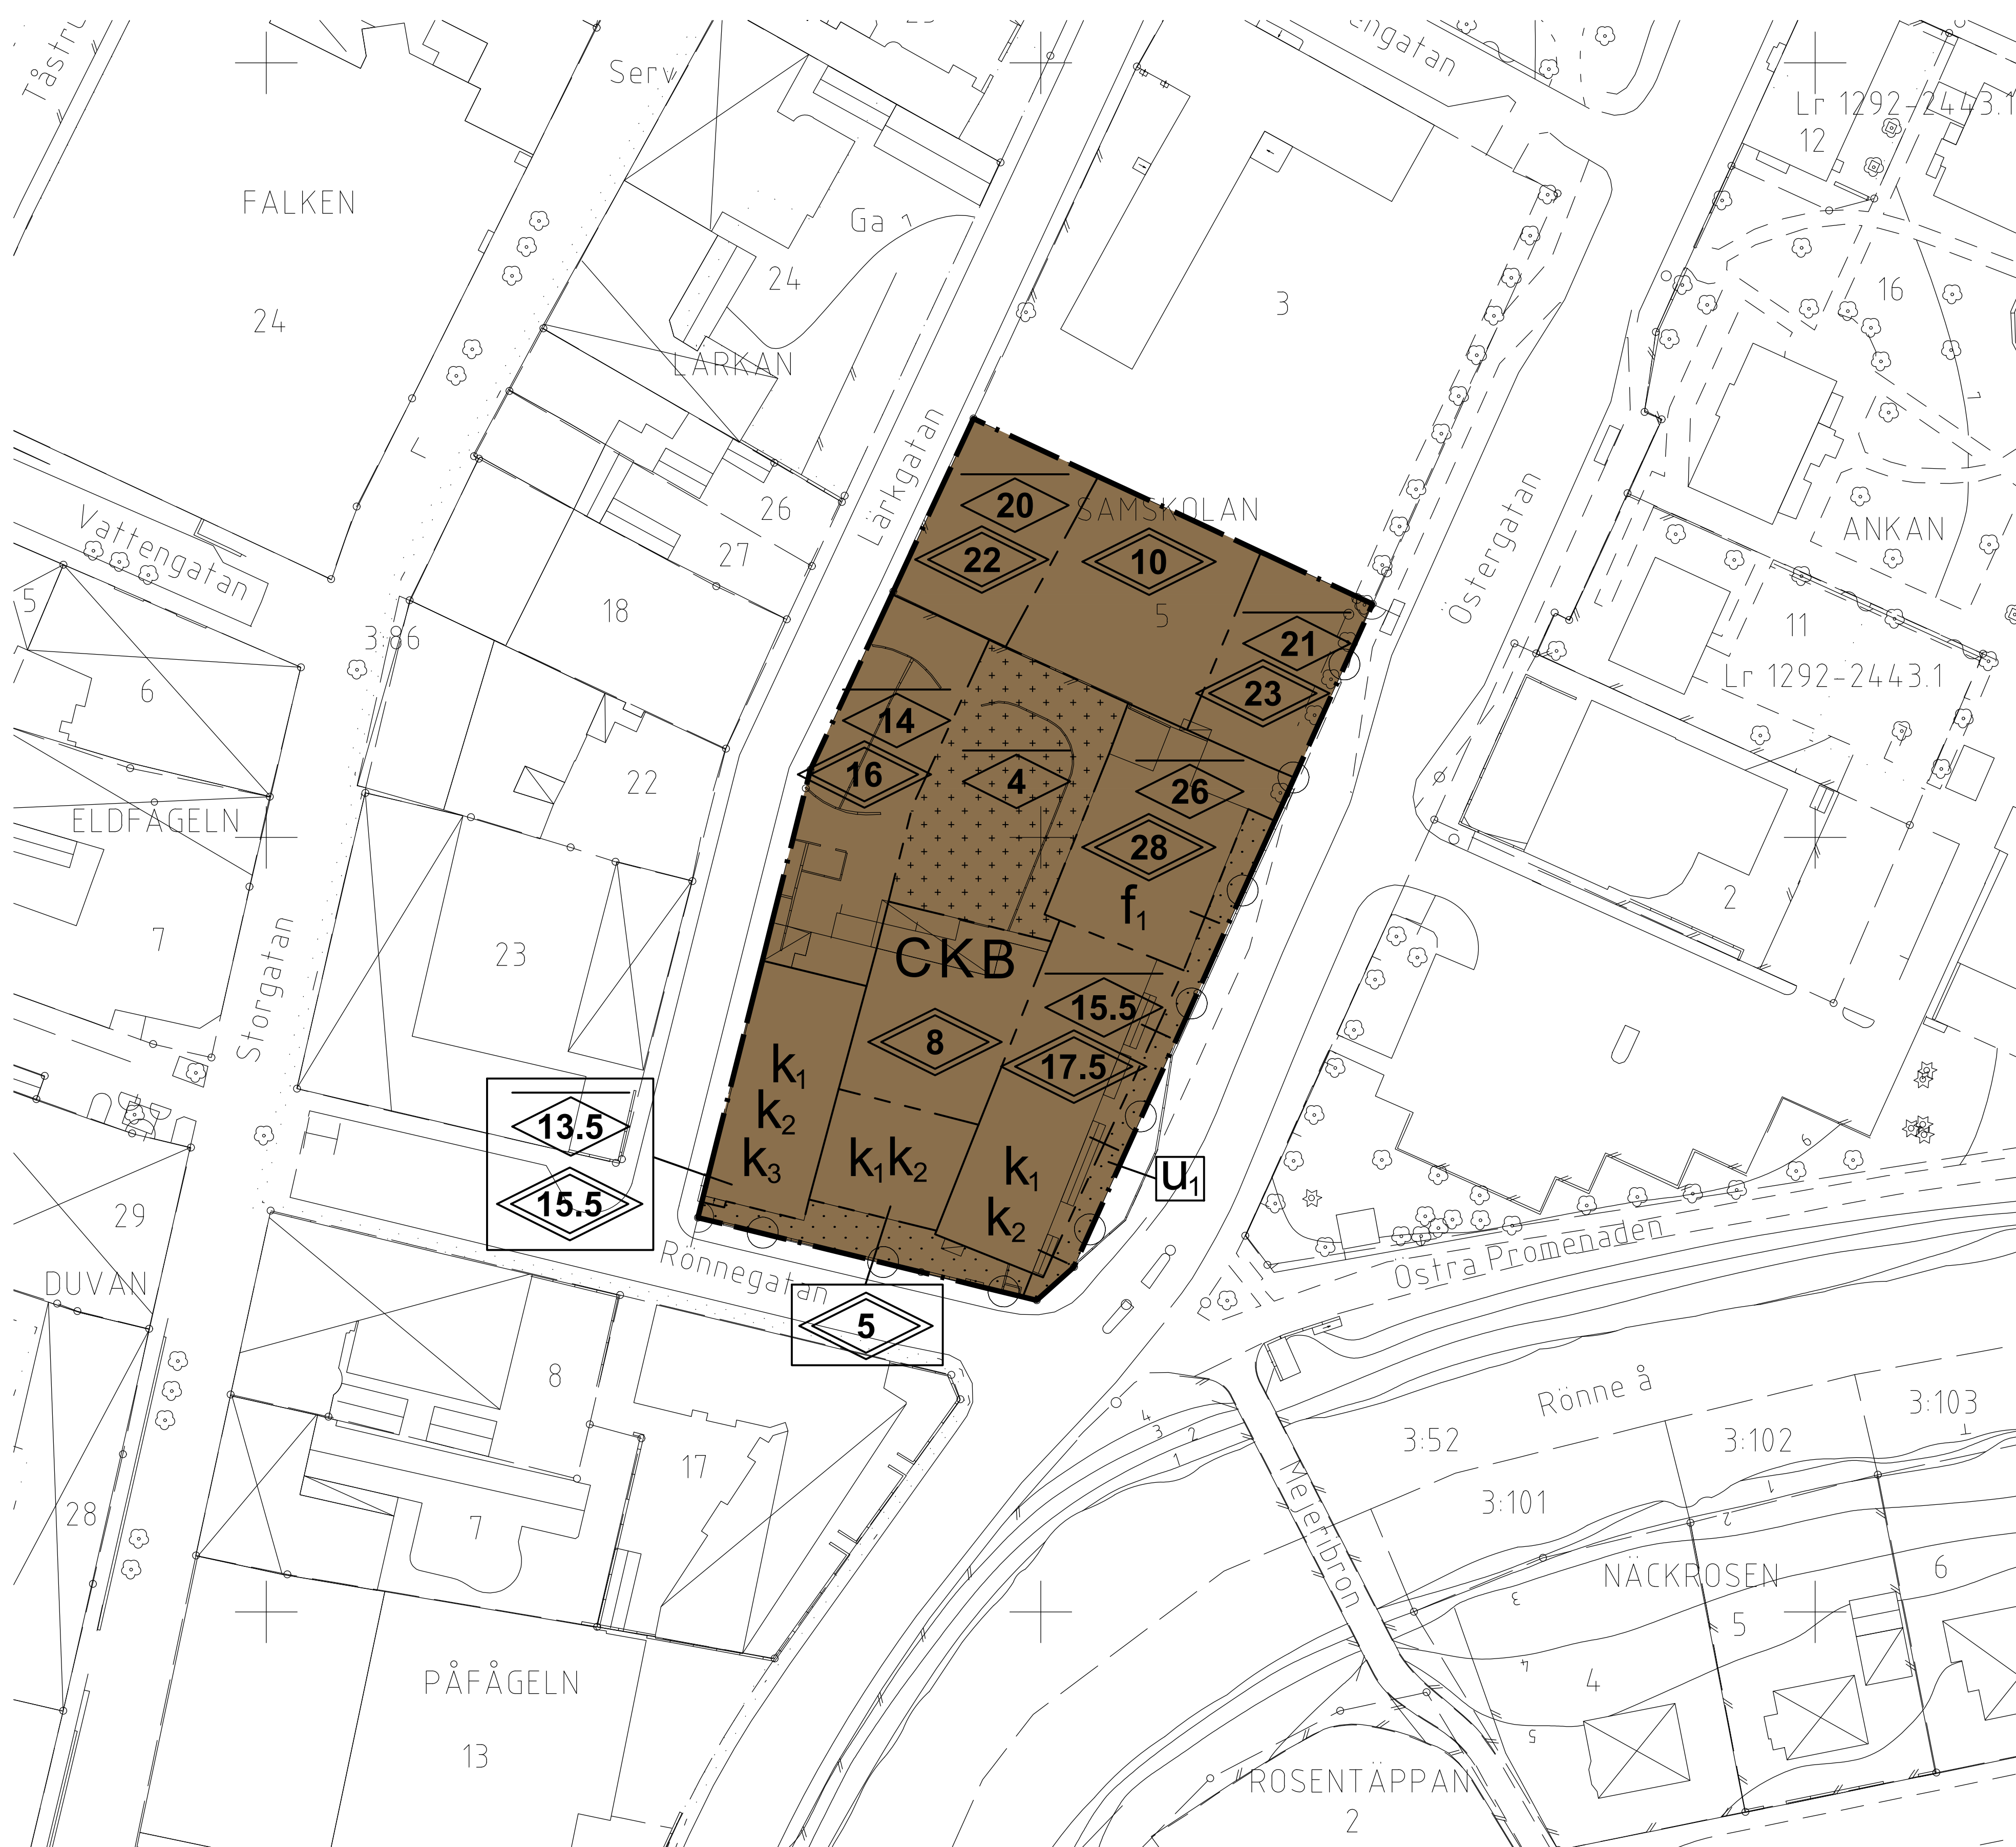 Serv
Lr 1292-2443.1
12
FALKEN
Ga 1
24
16
3
24
LÄRKAN
Lärkgatan
20
SAMSKOLAN
26
Vattengatan
27
22
10
5
Östergatan
ANKAN
5
18
3:86
21
11
6
23
Lr 1292-2443.1
14
16
4
26
22
ELDFÅGELN
28
f1
2
7
23
Storgatan
CKB
15.5
8
17.5
k1
k2
k3
k1k2
k1
k2
u1
13.5
15.5
29
DUVAN
Rönnegatan
5
Östra Promenaden
8
Rönne å
3:52
3:102
3:103
17
3:101
28
7
Mejeribron
NÄCKROSEN
6
5
4
PÅFÅGELN
13
ROSENTÄPPAN
2